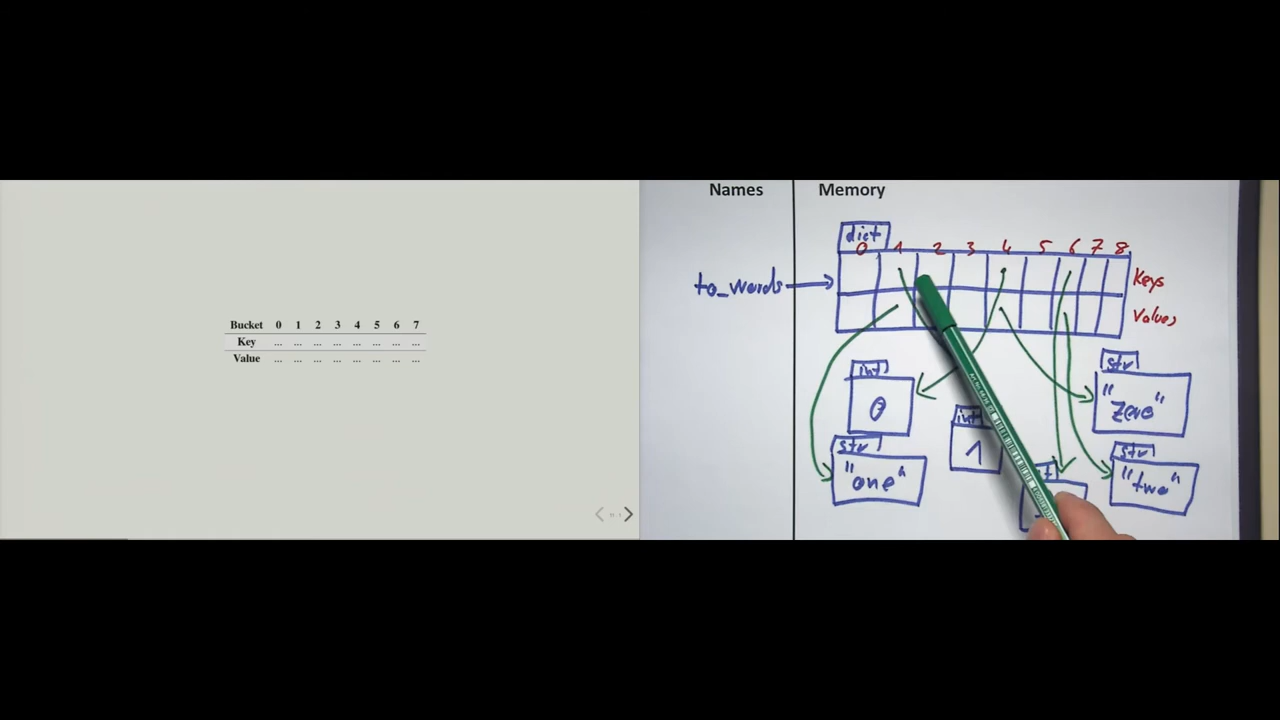 Bucket 0 1 2 3 4 5 6 7
Key ... ... ... ... ... ... ... ...
Value ... ... ... ... ... ... ... ...
Names
Memory
dict
0 1 2 3 4 5 6 7 8
to_words
Keys
Values
int
0
str
"zero"
int
1
str
"one"
str
"two"